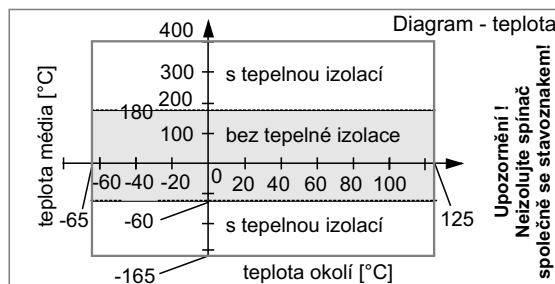 Diagram - teplota
400
300
200
180
100
0
-60 -40 -20 20 40 60 80 100
-65
-60
125
-165
s tepelnou izolací
bez tepelné izolace
s tepelnou izolací
teplota média [°C]
teplota okolí [°C]
Upozornění !
Neizolujte spínač
společně se stavoznakem!